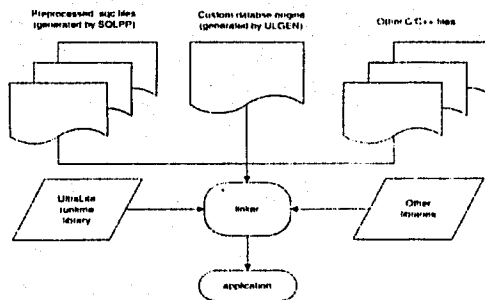 Preprocessed .sqc files
(generated by SQLPP)
Custom databse engine
(generated by ULGEN)
Other C/C++ files
UltraLite
runtime
library
linker
Other
libraries
application